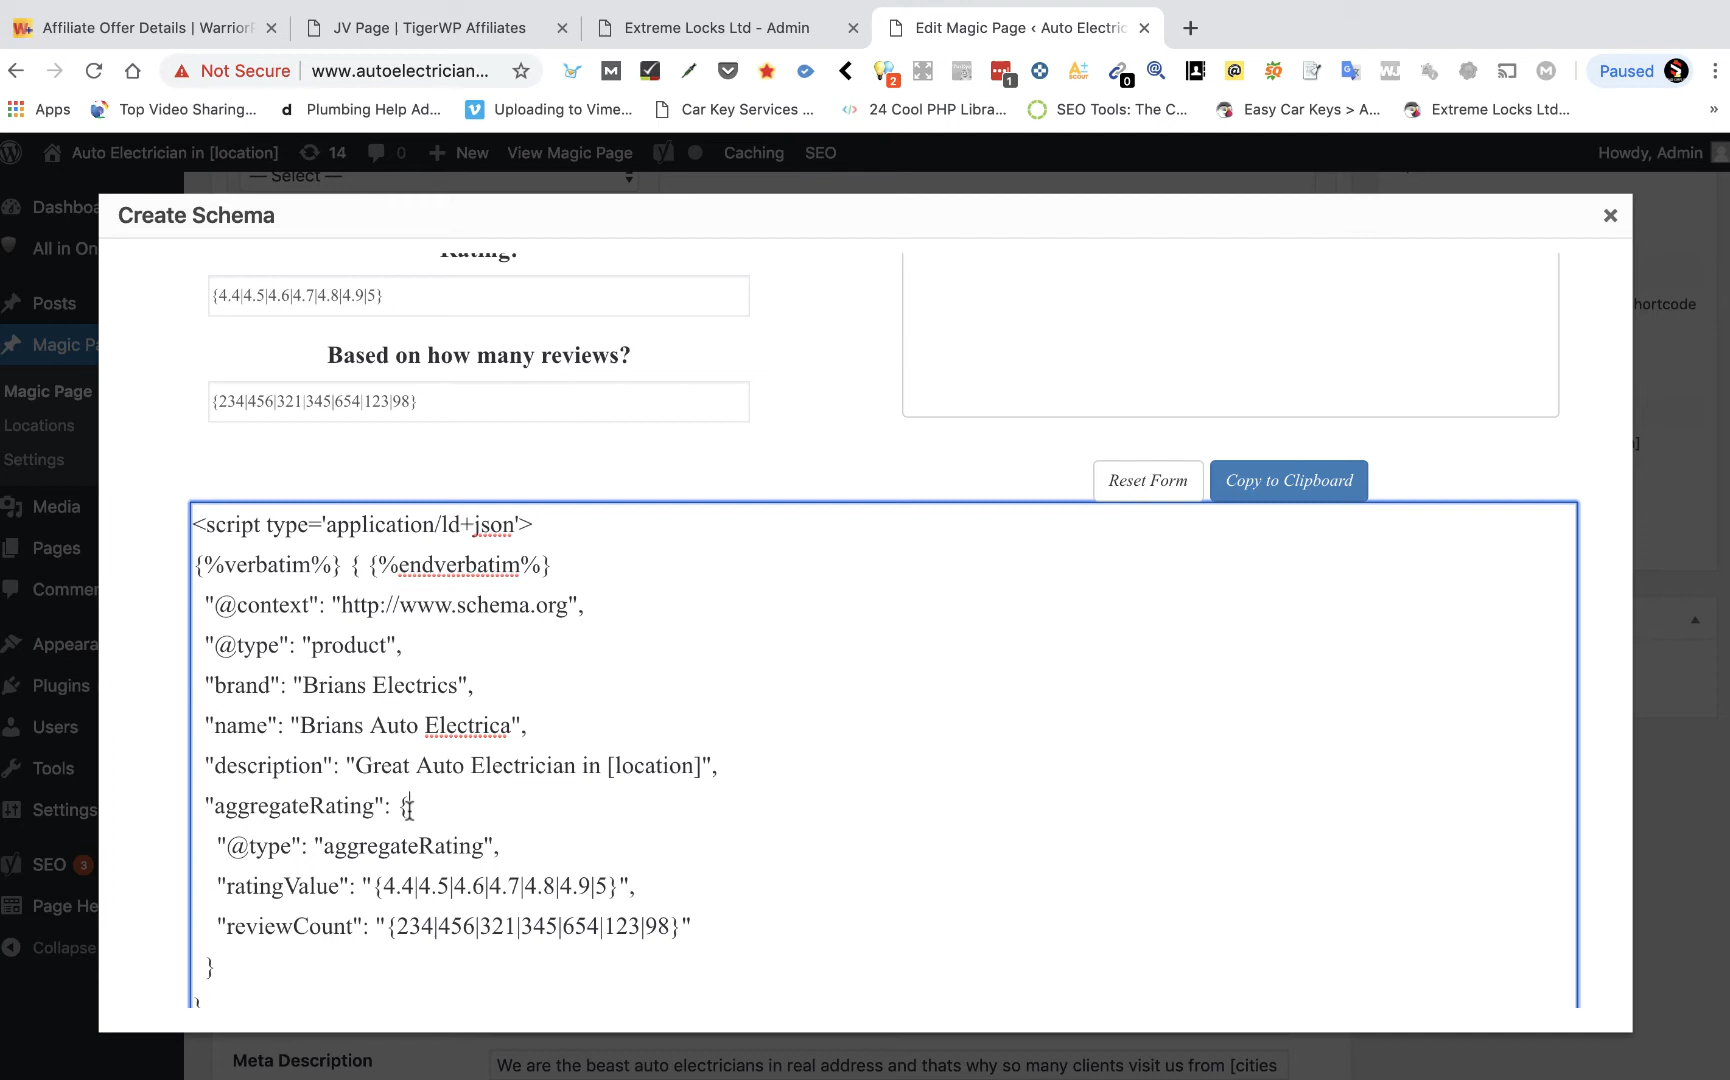 Affiliate Offer Details | Warrior
JV Page | TigerWP Affiliates
Extreme Locks Ltd - Admin
Edit Magic Page ‹ Auto Electric
Not Secure
www.autoelectrician...
2
1
0
Paused
Apps
Top Video Sharing...
Plumbing Help Ad...
Uploading to Vime...
Car Key Services ...
24 Cool PHP Libra...
SEO Tools: The C...
Easy Car Keys > A...
Extreme Locks Ltd...
»
Auto Electrician in [location]
14
0
New
View Magic Page
Caching
SEO
Howdy, Admin
— Select —
Create Schema
Dashboa
All in On
Posts
Magic Pa
Magic Page
Locations
Settings
Media
Pages
Commen
Appeara
Plugins
Users
Tools
Settings
SEO 3
Page He
Collapse
Rating?
{4.4|4.5|4.6|4.7|4.8|4.9|5}
Based on how many reviews?
{234|456|321|345|654|123|98}
hortcode
Reset Form
Copy to Clipboard
<script type='application/ld+json'>
{%verbatim%} { {%endverbatim%}
"@context": "http://www.schema.org",
"@type": "product",
"brand": "Brians Electrics",
"name": "Brians Auto Electrica",
"description": "Great Auto Electrician in [location]",
"aggregateRating": {
"@type": "aggregateRating",
"ratingValue": "{4.4|4.5|4.6|4.7|4.8|4.9|5}",
"reviewCount": "{234|456|321|345|654|123|98}"
}
}
Meta Description
We are the beast auto electricians in real address and thats why so many clients visit us from [cities